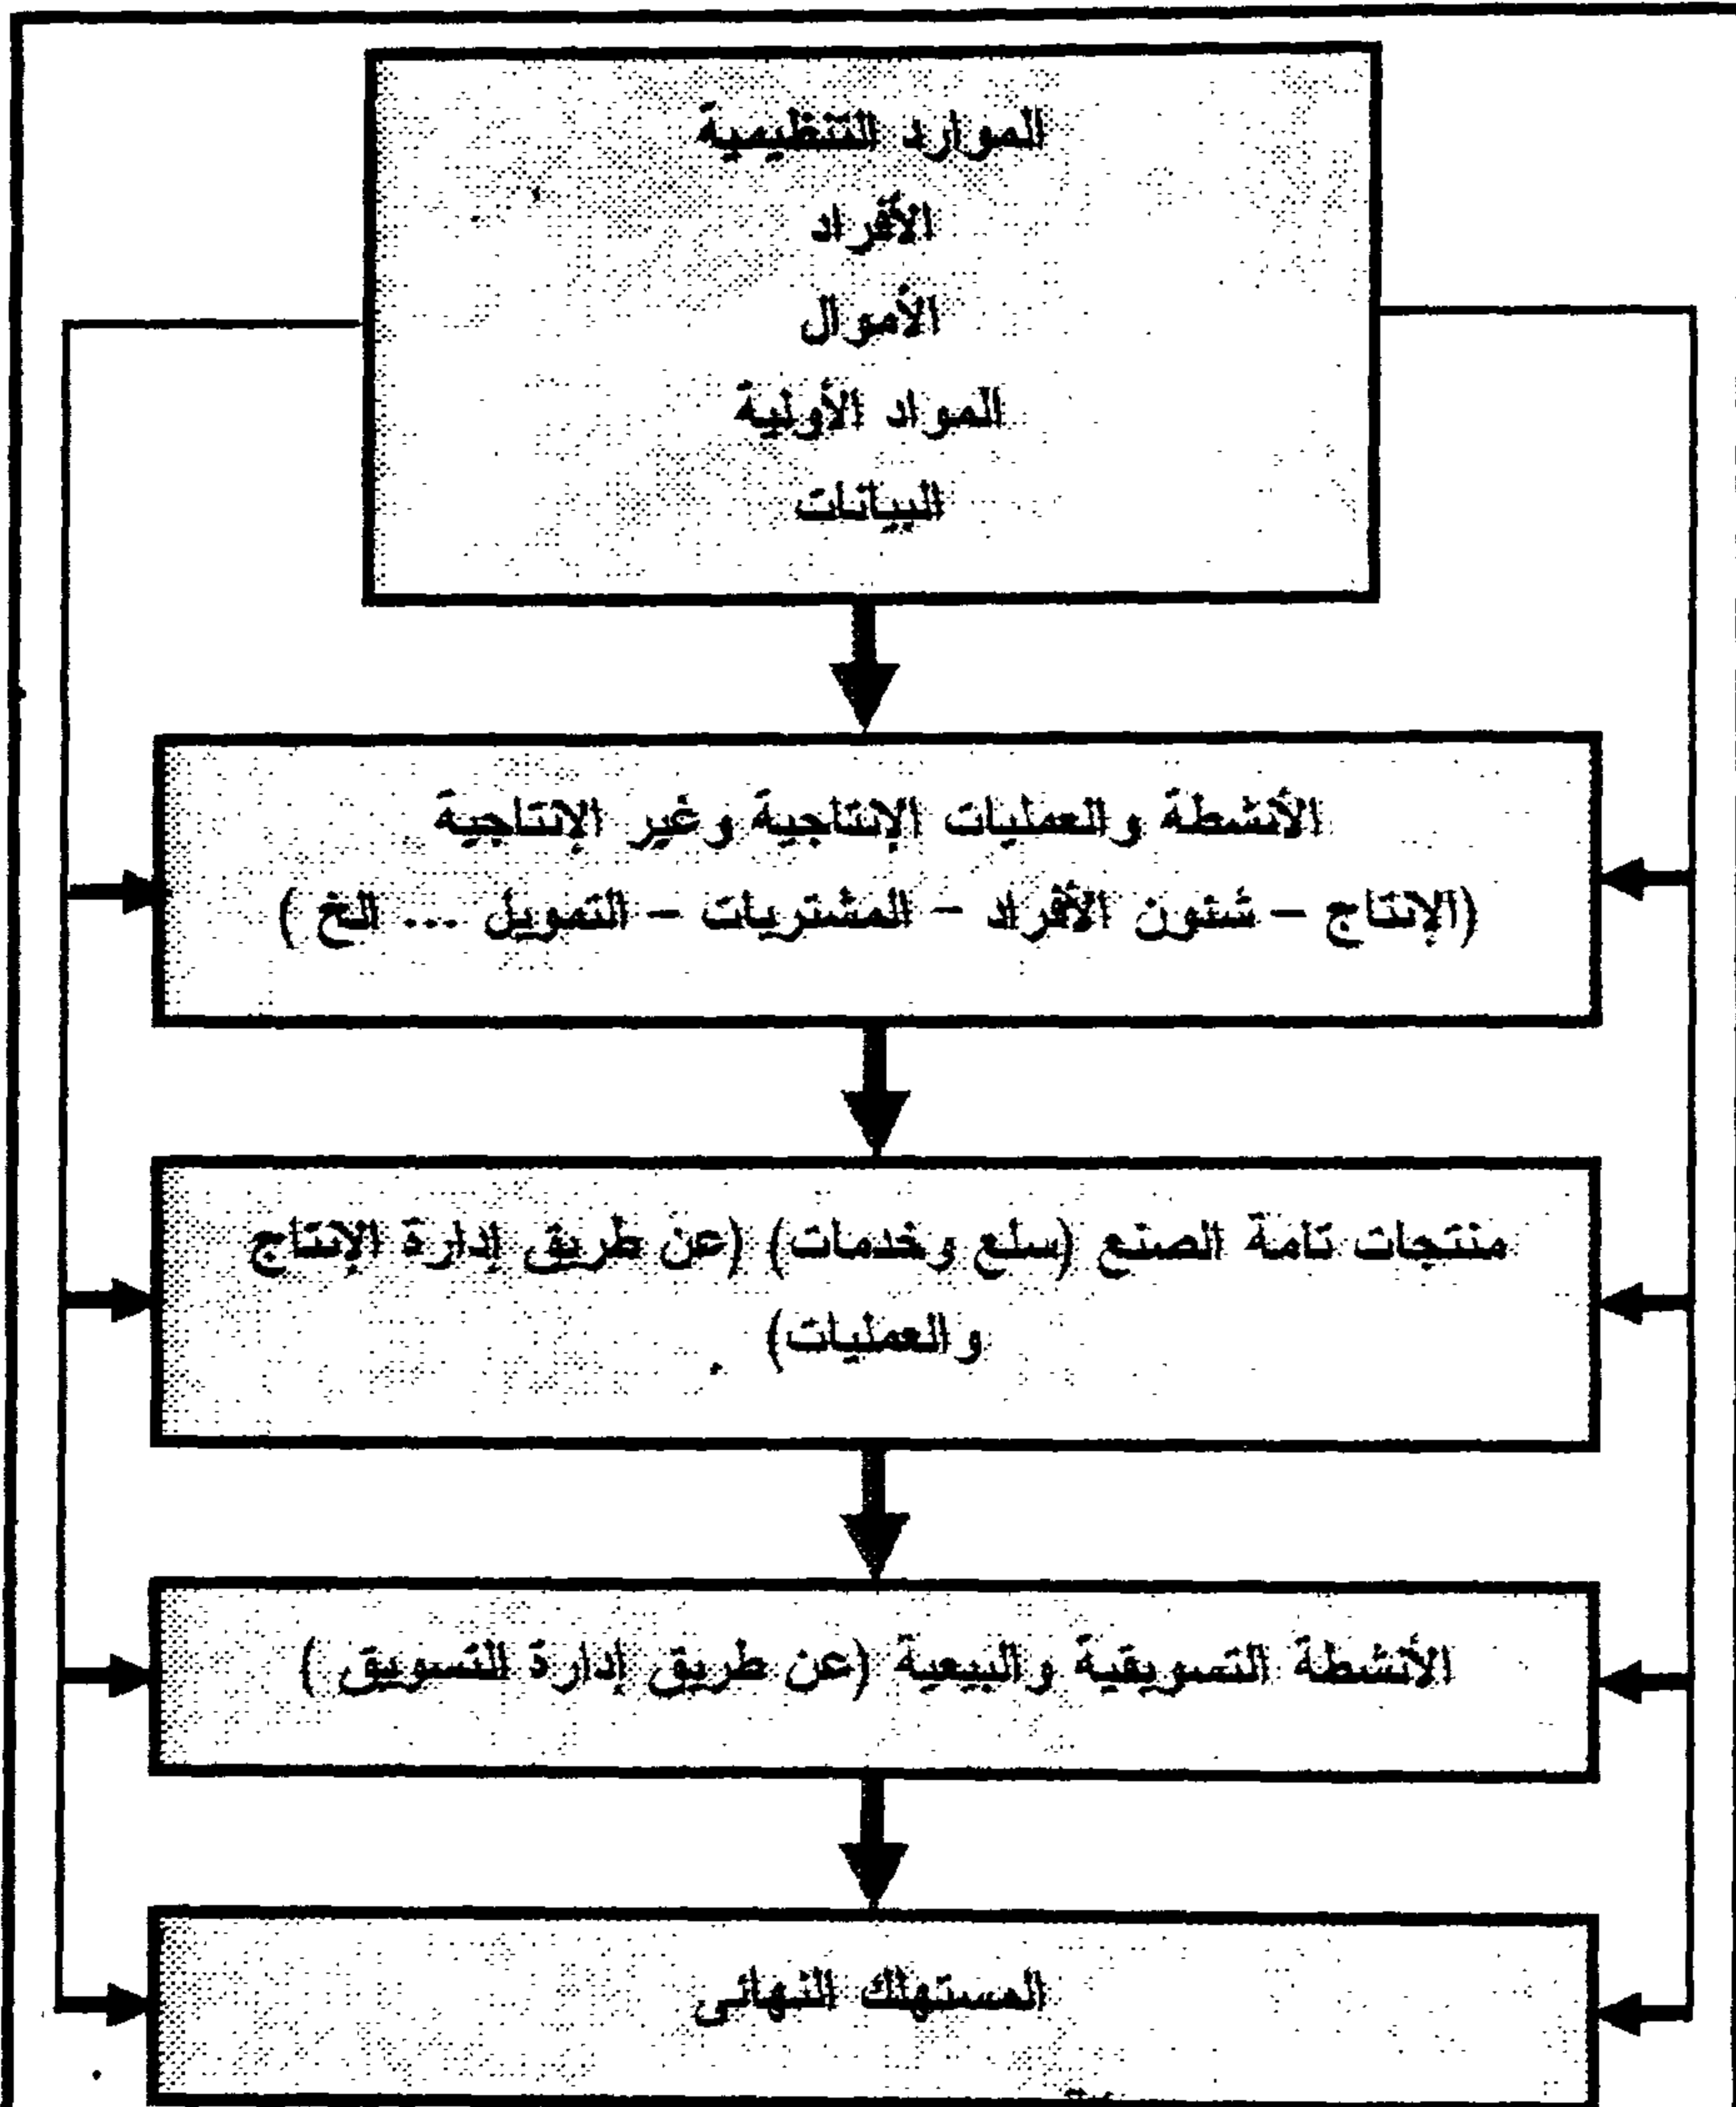 الموارد التنظيمية
الأفراد
الأموال
المواد الأولية
البيانات
الأنشطة والعمليات الإنتاجية وغير الإنتاجية
(الإنتاج – شئون الأفراد – المشتريات – التمويل ... الخ )
منتجات تامة الصنع (سلع وخدمات) (عن طريق إدارة الإنتاج
والعمليات)
الأنشطة التسويقية والبيعية (عن طريق إدارة التسويق )
المستهلك النهائى